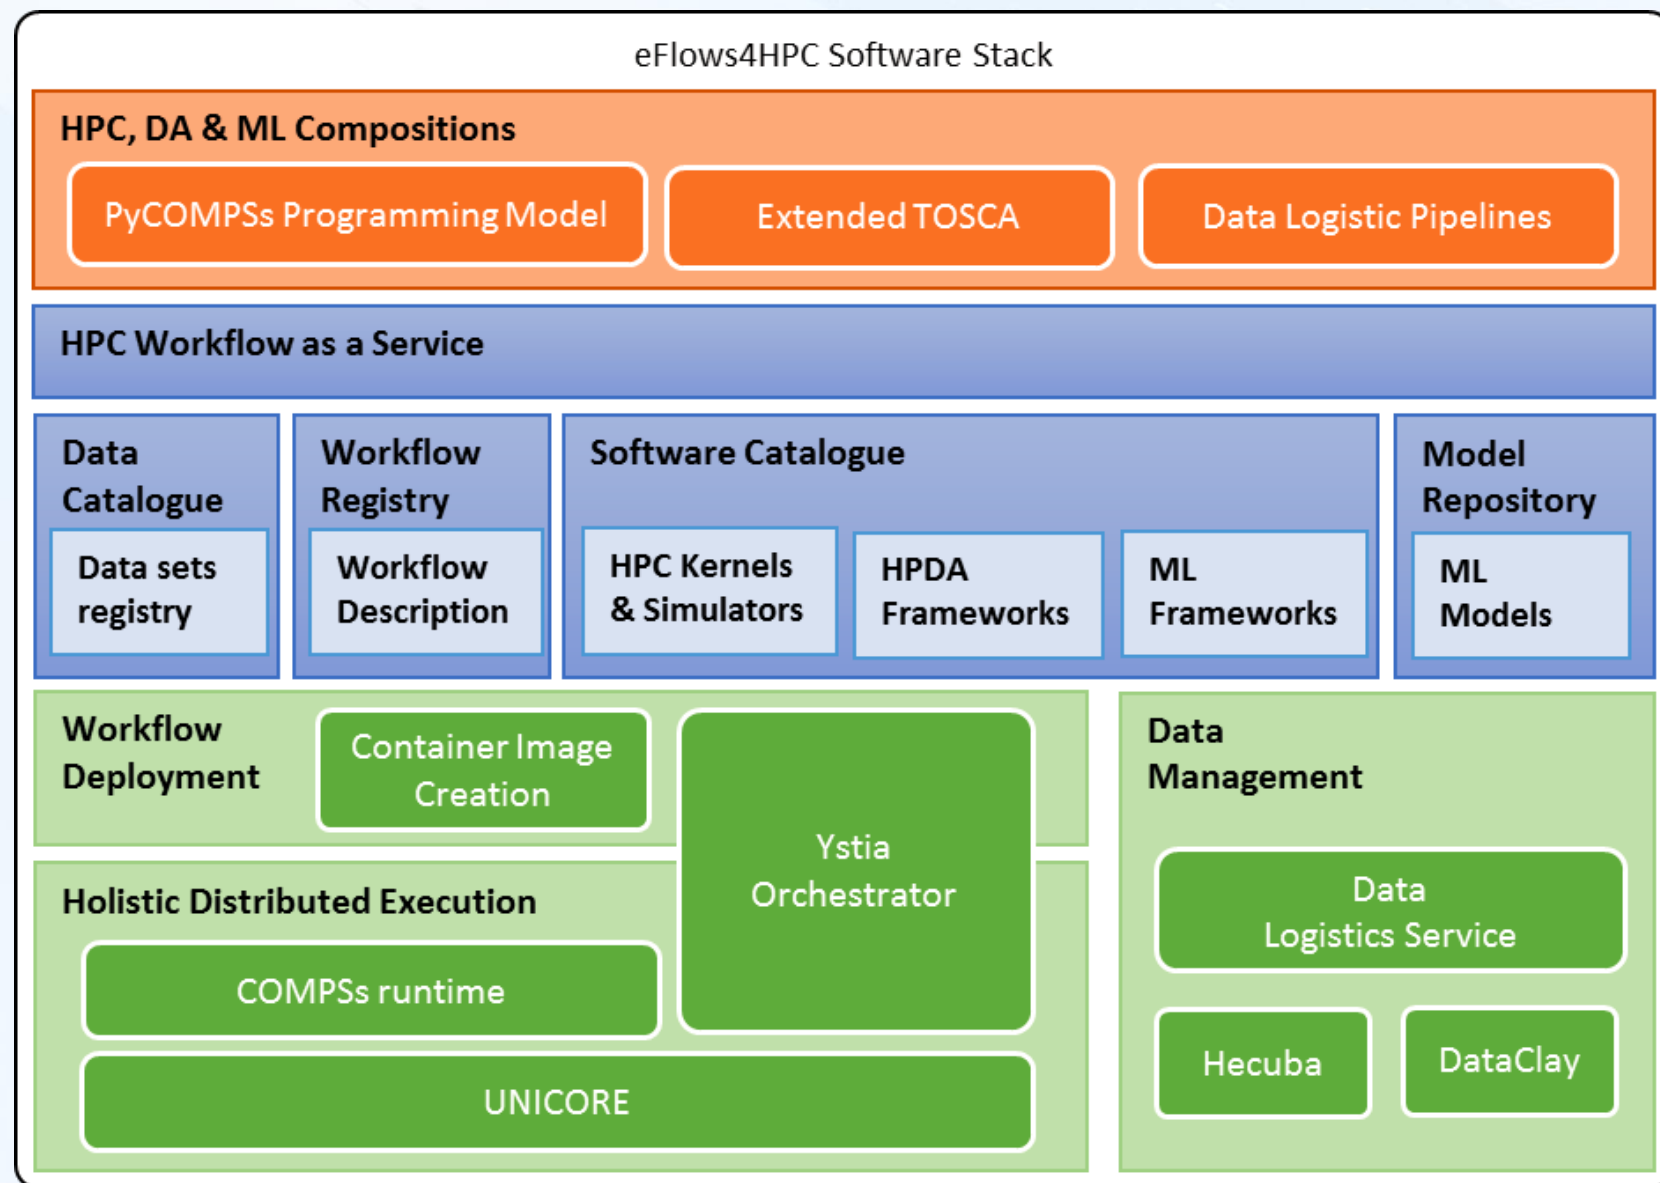 eFlows4HPC Software Stack
HPC, DA & ML Compositions
PyCOMPSs Programming Model
Extended TOSCA
Data Logistic Pipelines
HPC Workflow as a Service
Data
Catalogue
Data sets
registry
Workflow
Registry
Workflow
Description
Software Catalogue
HPC Kernels
& Simulators
HPDA
Frameworks
ML
Frameworks
Model
Repository
ML
Models
Workflow
Deployment
Container Image
Creation
Ystia
Orchestrator
Holistic Distributed Execution
COMPSs runtime
UNICORE
Data
Management
Data
Logistics Service
Hecuba
DataClay